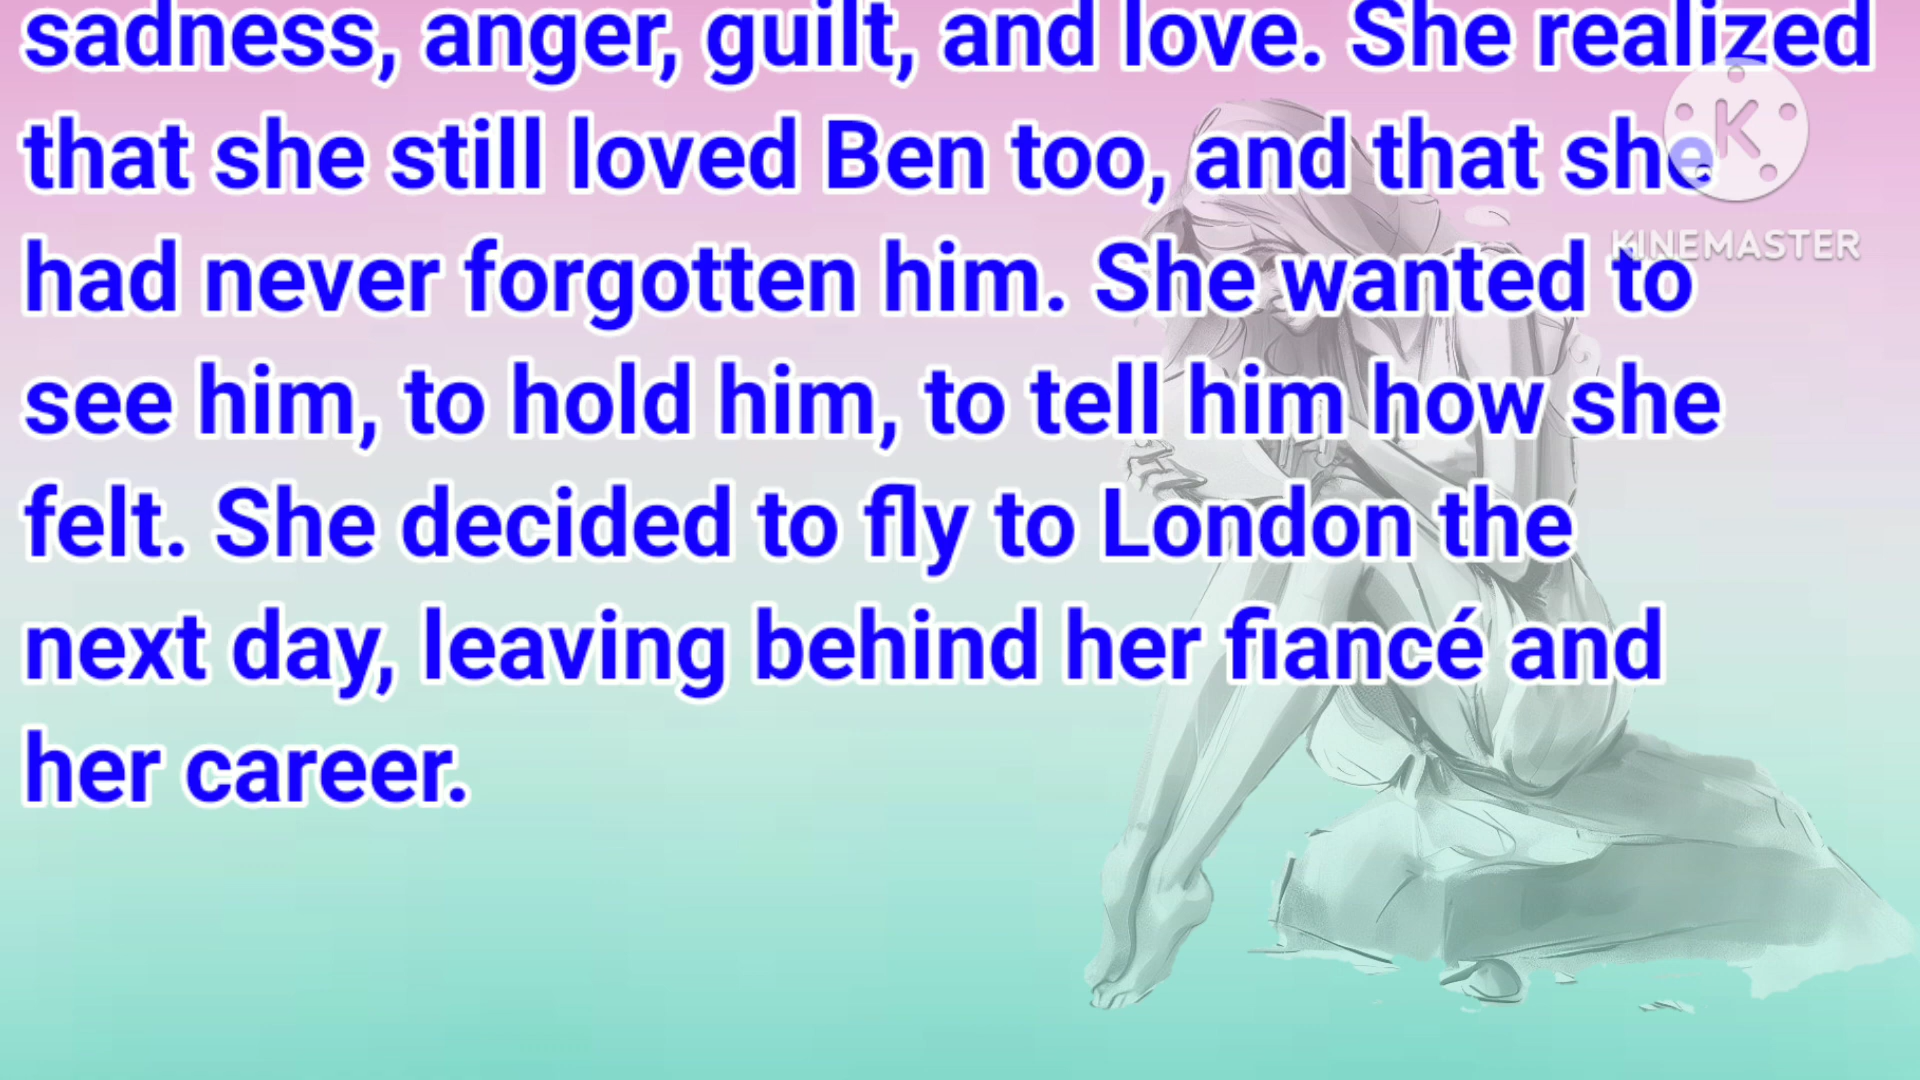 sadness, anger, guilt, and love. She realized
that she still loved Ben too, and that she
had never forgotten him. She wanted to
see him, to hold him, to tell him how she
felt. She decided to fly to London the
next day, leaving behind her fiancé and
her career.
K
KINEMASTER